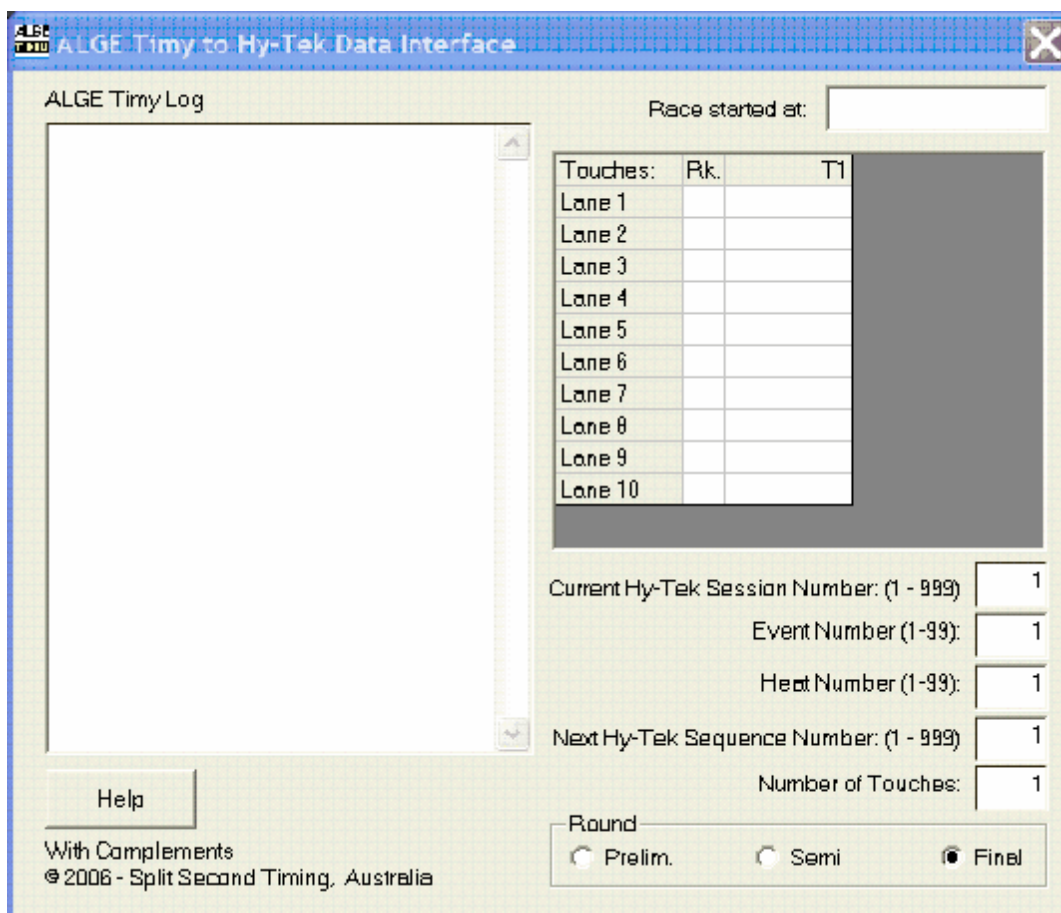 ALGE Timy to Hy-Tek Data Interface
ALGE Timy Log
Race started at:
Touches: Rk. T1
Lane 1
Lane 2
Lane 3
Lane 4
Lane 5
Lane 6
Lane 7
Lane 8
Lane 9
Lane 10
Current Hy-Tek Session Number: (1 - 999) 1
Event Number (1-99): 1
Heat Number (1-99): 1
Next Hy-Tek Sequence Number: (1 - 999) 1
Number of Touches: 1
Help
Round
Prelim. Semi Final
With Complements
© 2006 - Split Second Timing, Australia